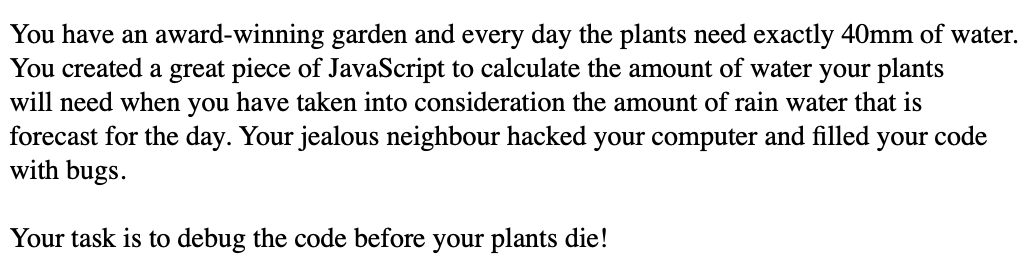 You have an award-winning garden and every day the plants need exactly 40mm of water.
You created a great piece of JavaScript to calculate the amount of water your plants
will need when you have taken into consideration the amount of rain water that is
forecast for the day. Your jealous neighbour hacked your computer and filled your code
with bugs.

Your task is to debug the code before your plants die!